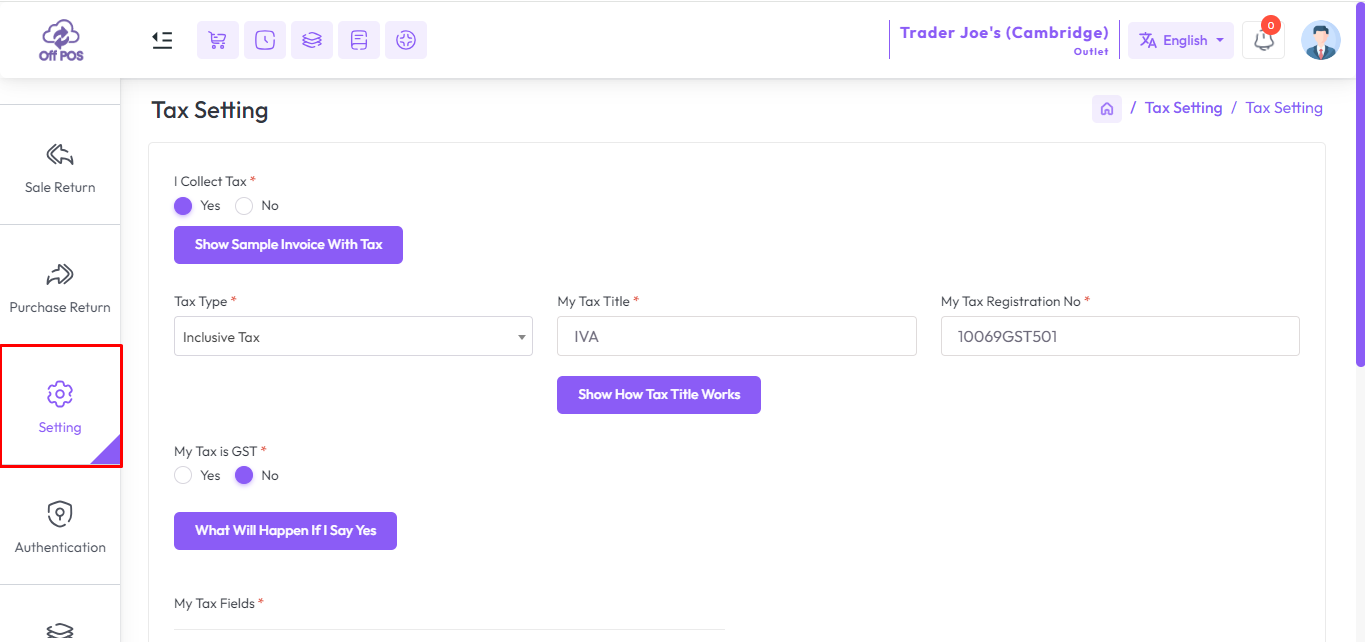 Off POS
Trader Joe's (Cambridge)
Outlet
English
0
Tax Setting
/ Tax Setting / Tax Setting
Sale Return
Purchase Return
Setting
Authentication
I Collect Tax *
Yes No
Show Sample Invoice With Tax
Tax Type * My Tax Title * My Tax Registration No *
Inclusive Tax IVA 10069GST501
Show How Tax Title Works
My Tax is GST *
Yes No
What Will Happen If I Say Yes
My Tax Fields *